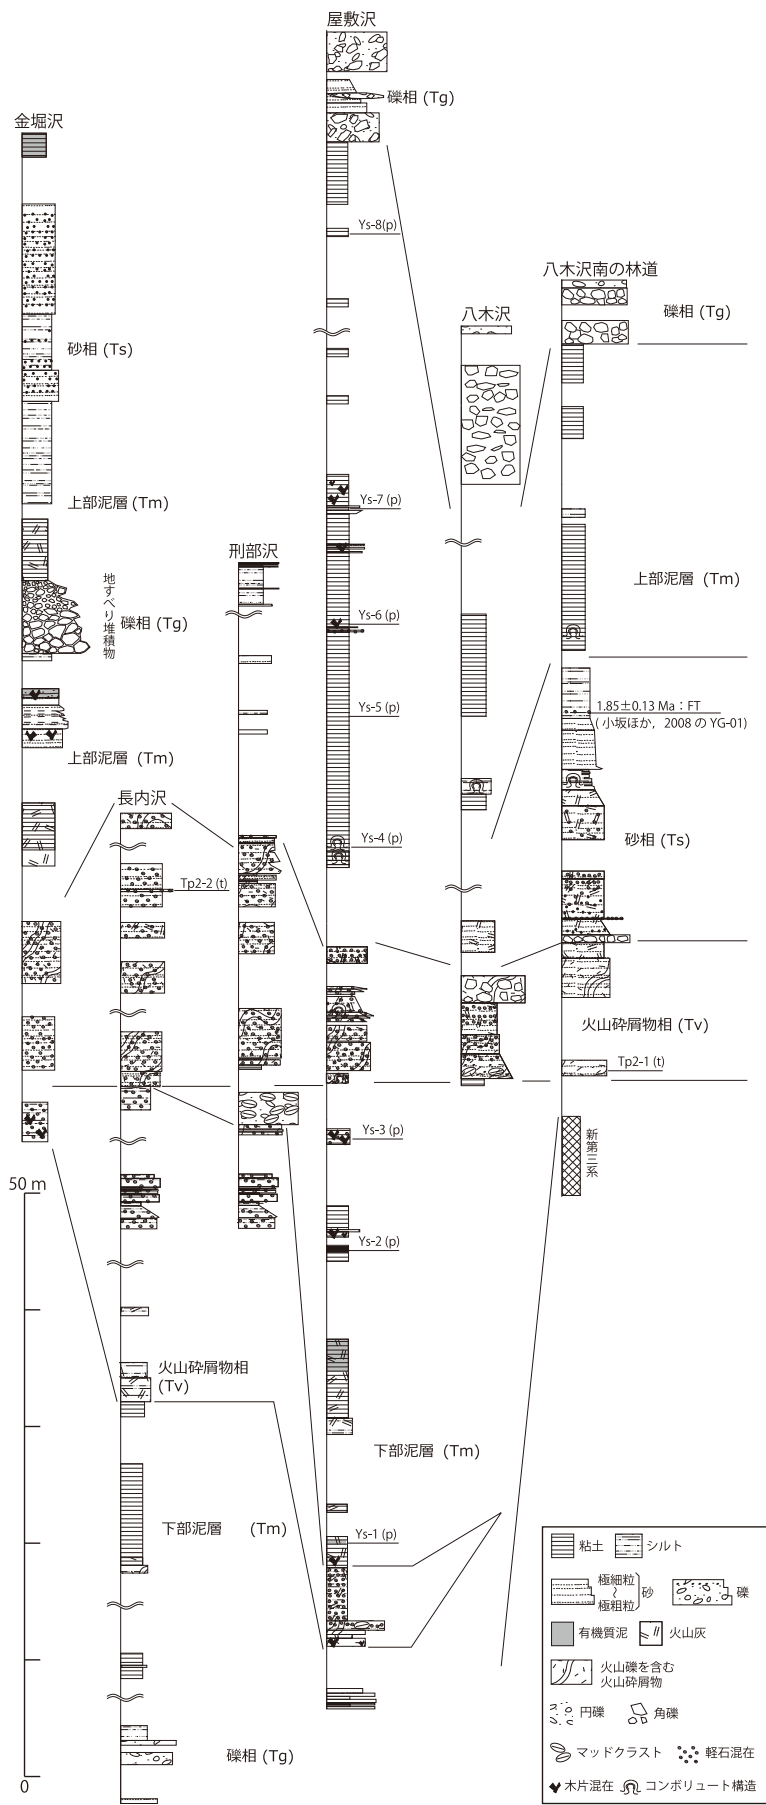 屋敷沢
礫相 (Tg)
金堀沢
Ys-8(p)
八木沢南の林道
礫相 (Tg)
八木沢
砂相 (Ts)
Ys-7 (p)
上部泥層 (Tm)
刑部沢
上部泥層 (Tm)
地すべり堆積物
礫相 (Tg)
Ys-6 (p)
Ys-5 (p)
1.85±0.13 Ma：FT
( 小坂ほか，2008 の YG-01)
上部泥層 (Tm)
長内沢
Ys-4 (p)
砂相 (Ts)
Tp2-2 (t)
火山砕屑物相 (Tv)
Tp2-1 (t)
Ys-3 (p)
新第三系
50 m
Ys-2 (p)
火山砕屑物相
(Tv)
下部泥層 (Tm)
下部泥層 (Tm)
Ys-1 (p)
礫相 (Tg)
0
粘土
シルト
極細粒
～
極粗粒
砂
礫
有機質泥
火山灰
火山礫を含む
火山砕屑物
円礫
角礫
マッドクラスト
軽石混在
木片混在
コンボリュート構造